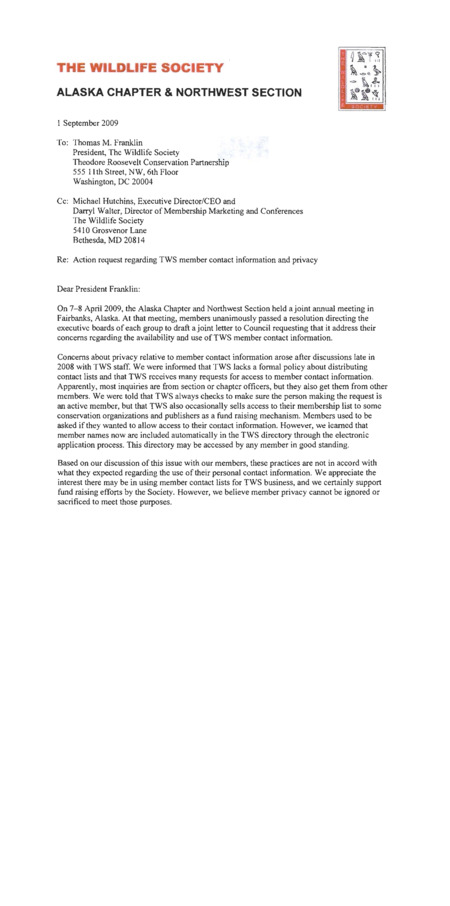 THE WILDLIFE SOCIETY
ALASKA CHAPTER & NORTHWEST SECTION
SOCIETY
1 September 2009
To: Thomas M. Franklin
President, The Wildlife Society
Theodore Roosevelt Conservation Partnership
555 11th Street, NW, 6th Floor
Washington, DC 20004
Cc: Michael Hutchins, Executive Director/CEO and
Darryl Walter, Director of Membership Marketing and Conferences
The Wildlife Society
5410 Grosvenor Lane
Bethesda, MD 20814
Re: Action request regarding TWS member contact information and privacy
Dear President Franklin:
On 7–8 April 2009, the Alaska Chapter and Northwest Section held a joint annual meeting in
Fairbanks, Alaska. At that meeting, members unanimously passed a resolution directing the
executive boards of each group to draft a joint letter to Council requesting that it address their
concerns regarding the availability and use of TWS member contact information.
Concerns about privacy relative to member contact information arose after discussions late in
2008 with TWS staff. We were informed that TWS lacks a formal policy about distributing
contact lists and that TWS receives many requests for access to member contact information.
Apparently, most inquiries are from section or chapter officers, but they also get them from other
members. We were told that TWS always checks to make sure the person making the request is
an active member, but that TWS also occasionally sells access to their membership list to some
conservation organizations and publishers as a fund raising mechanism. Members used to be
asked if they wanted to allow access to their contact information. However, we learned that
member names now are included automatically in the TWS directory through the electronic
application process. This directory may be accessed by any member in good standing.
Based on our discussion of this issue with our members, these practices are not in accord with
what they expected regarding the use of their personal contact information. We appreciate the
interest there may be in using member contact lists for TWS business, and we certainly support
fund raising efforts by the Society. However, we believe member privacy cannot be ignored or
sacrificed to meet those purposes.